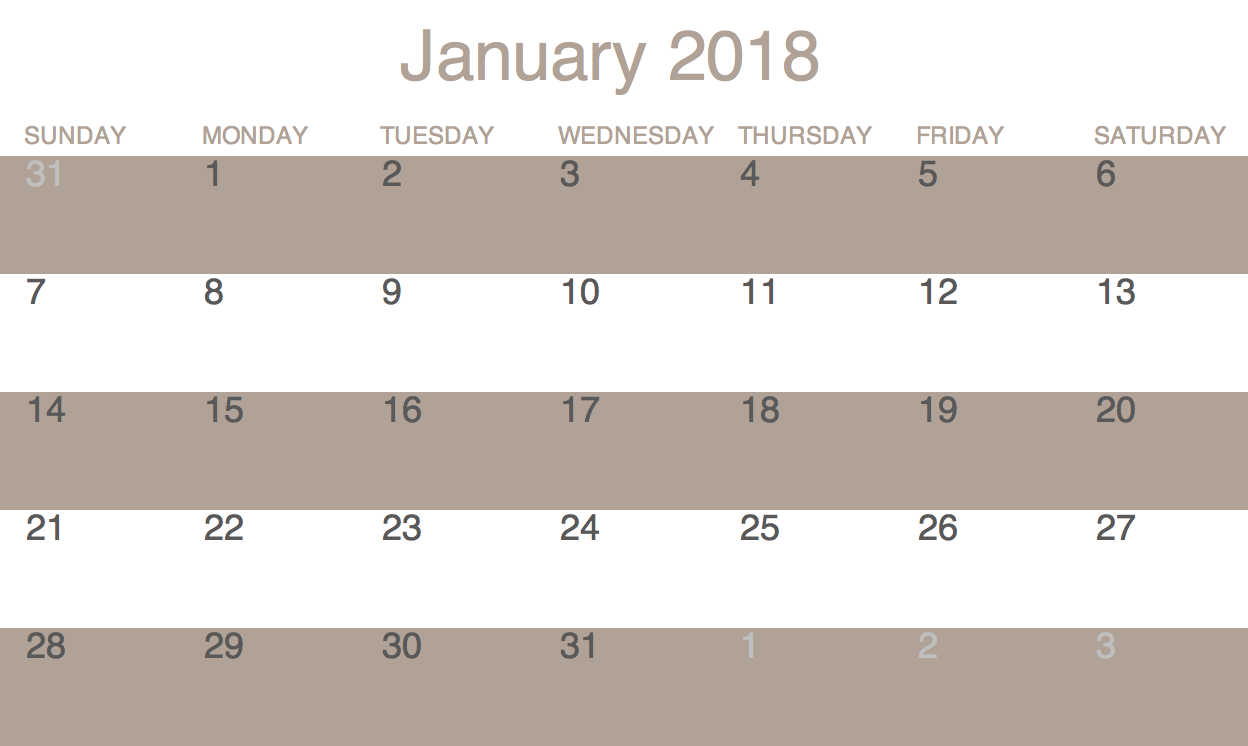 January 2018
SUNDAY MONDAY TUESDAY WEDNESDAY THURSDAY FRIDAY SATURDAY
31 1 2 3 4 5 6
7 8 9 10 11 12 13
14 15 16 17 18 19 20
21 22 23 24 25 26 27
28 29 30 31 1 2 3